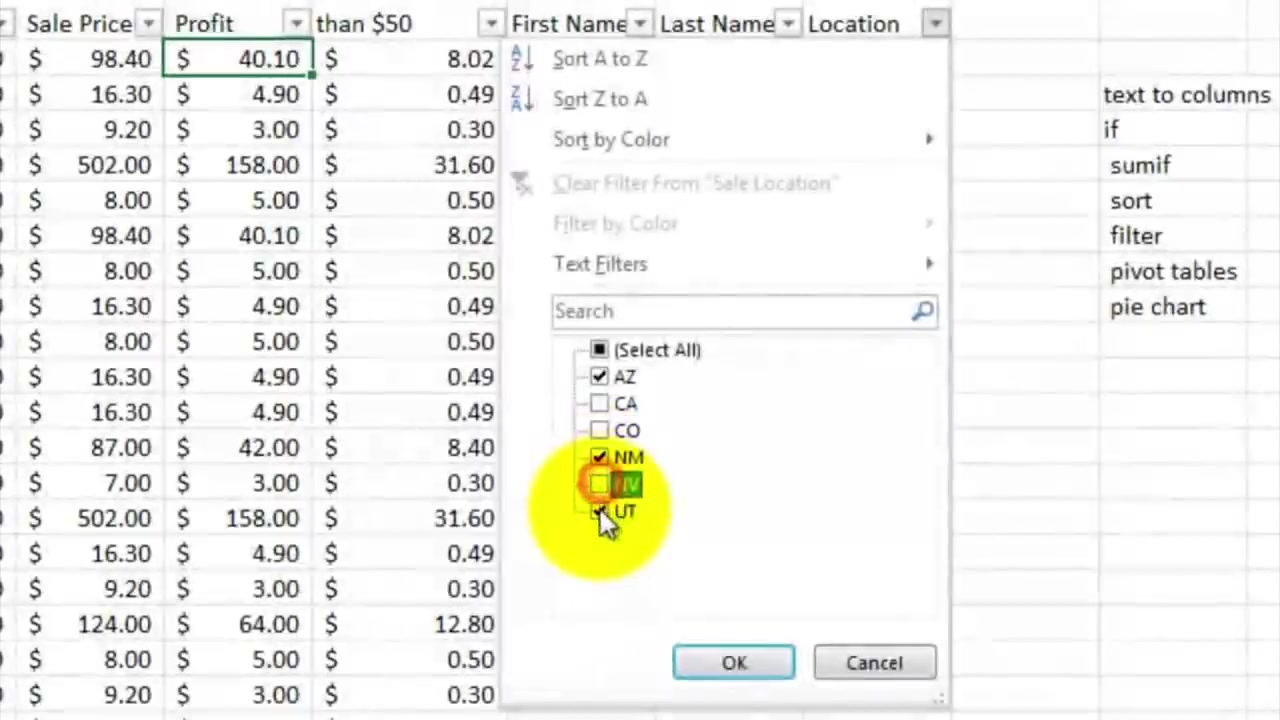 Sale Price Profit than $50 First Name Last Name Location
$ 98.40 $ 40.10 $ 8.02
Sort A to Z
$ 16.30 $ 4.90 $ 0.49
Sort Z to A
text to columns
$ 9.20 $ 3.00 $ 0.30
Sort by Color
if
$ 502.00 $ 158.00 $ 31.60
Clear Filter From "Sale Location"
sumif
$ 8.00 $ 5.00 $ 0.50
sort
$ 98.40 $ 40.10 $ 8.02
Filter by Color
filter
$ 8.00 $ 5.00 $ 0.50
Text Filters
pivot tables
$ 16.30 $ 4.90 $ 0.49
Search
pie chart
$ 8.00 $ 5.00 $ 0.50
(Select All)
$ 16.30 $ 4.90 $ 0.49
AZ
$ 16.30 $ 4.90 $ 0.49
CA
$ 87.00 $ 42.00 $ 8.40
CO
NM
$ 7.00 $ 3.00 $ 0.30
NV
$ 502.00 $ 158.00 $ 31.60
UT
$ 16.30 $ 4.90 $ 0.49
$ 9.20 $ 3.00 $ 0.30
$ 124.00 $ 64.00 $ 12.80
$ 8.00 $ 5.00 $ 0.50
OK Cancel
$ 9.20 $ 3.00 $ 0.30